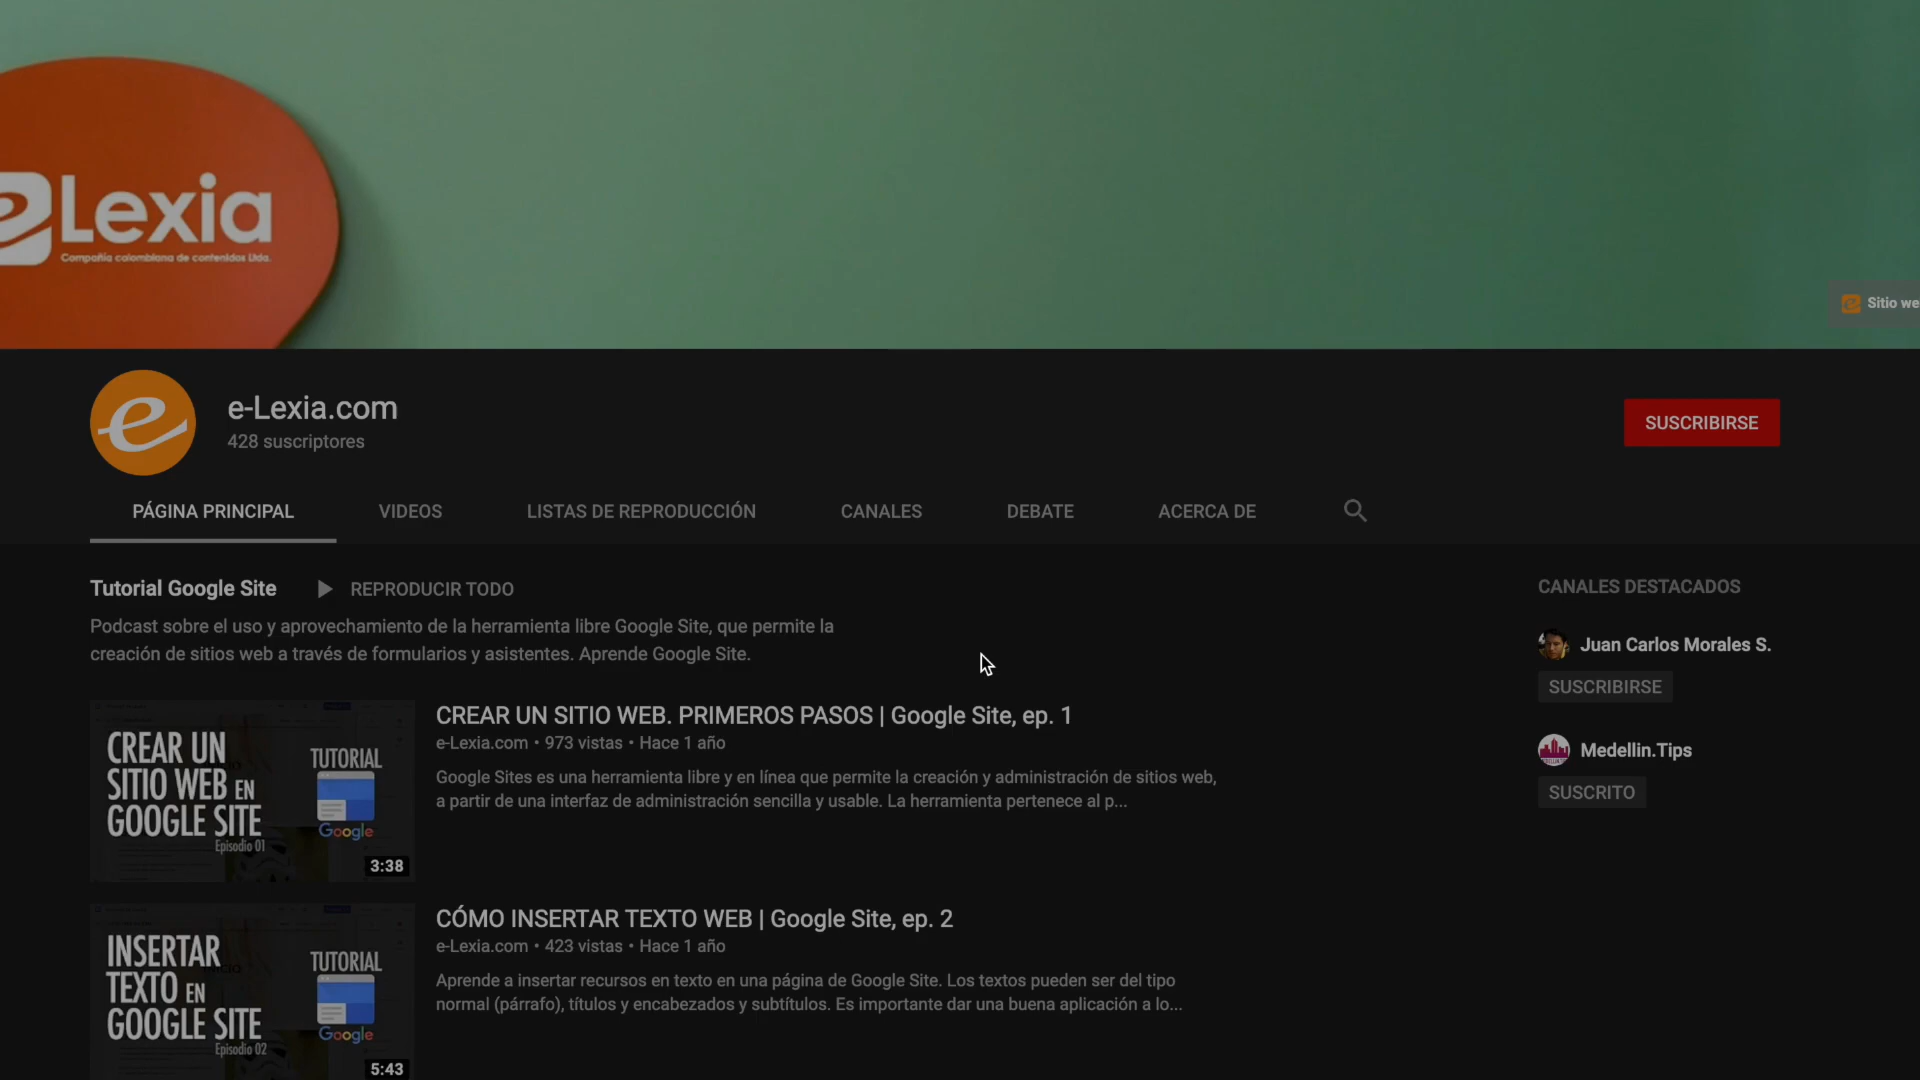 eLexia
Compañía colombiana de contenidos Ltda.
Sitio we
e-Lexia.com
428 suscriptores
SUSCRIBIRSE
PÁGINA PRINCIPAL
VIDEOS
LISTAS DE REPRODUCCIÓN
CANALES
DEBATE
ACERCA DE
Tutorial Google Site
REPRODUCIR TODO
Podcast sobre el uso y aprovechamiento de la herramienta libre Google Site, que permite la
creación de sitios web a través de formularios y asistentes. Aprende Google Site.
CREAR UN
SITIO WEB EN
GOOGLE SITE
Episodio 01
TUTORIAL
Google
3:38
CREAR UN SITIO WEB. PRIMEROS PASOS | Google Site, ep. 1
e-Lexia.com • 973 vistas • Hace 1 año
Google Sites es una herramienta libre y en línea que permite la creación y administración de sitios web,
a partir de una interfaz de administración sencilla y usable. La herramienta pertenece al p...
INSERTAR
TEXTO EN
GOOGLE SITE
Episodio 02
TUTORIAL
Google
5:43
CÓMO INSERTAR TEXTO WEB | Google Site, ep. 2
e-Lexia.com • 423 vistas • Hace 1 año
Aprende a insertar recursos en texto en una página de Google Site. Los textos pueden ser del tipo
normal (párrafo), títulos y encabezados y subtítulos. Es importante dar una buena aplicación a lo...
CANALES DESTACADOS
Juan Carlos Morales S.
SUSCRIBIRSE
Medellin.Tips
SUSCRITO